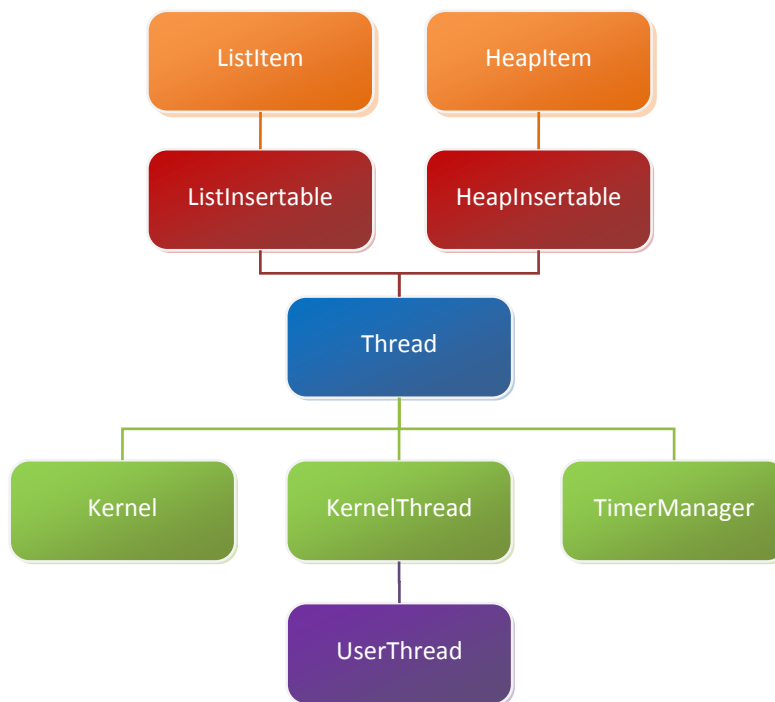 ListItem
HeapItem
ListInsertable
HeapInsertable
Thread
Kernel
KernelThread
TimerManager
UserThread